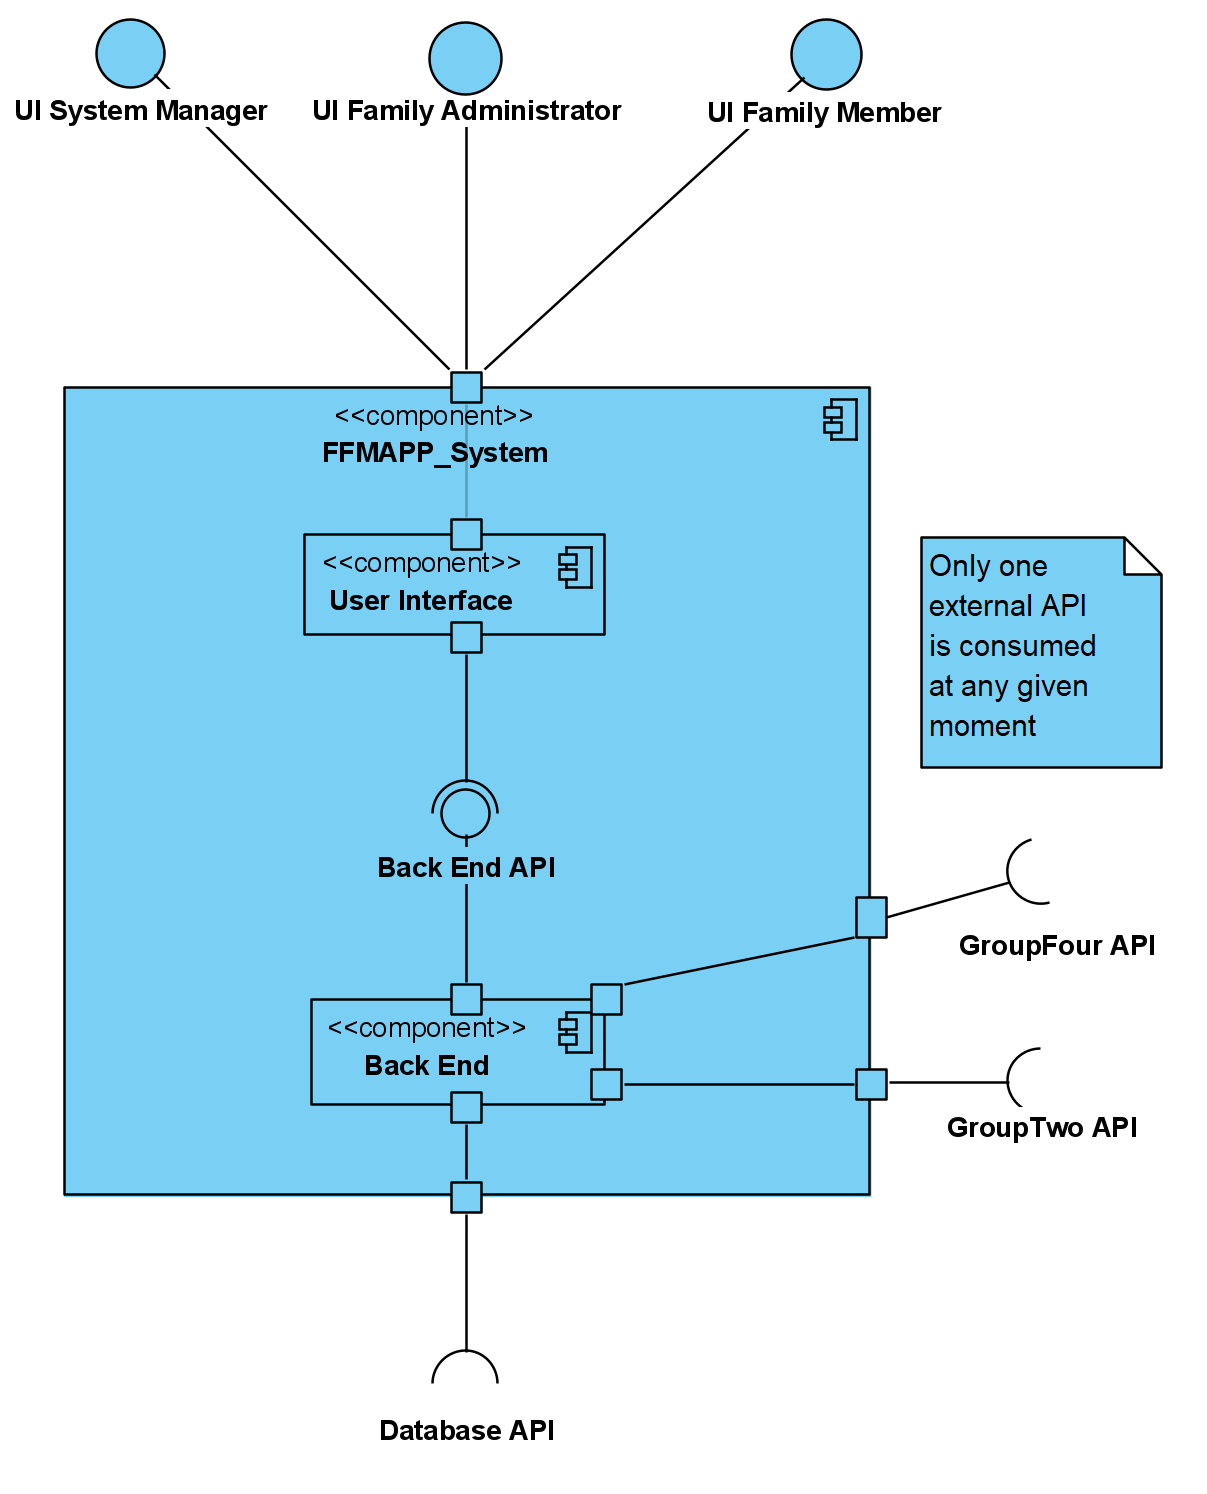 UI System Manager
UI Family Administrator
UI Family Member
<<component>>
FFMAPP_System
<<component>>
User Interface
Only one
external API
is consumed
at any given
moment
Back End API
GroupFour API
<<component>>
Back End
GroupTwo API
Database API